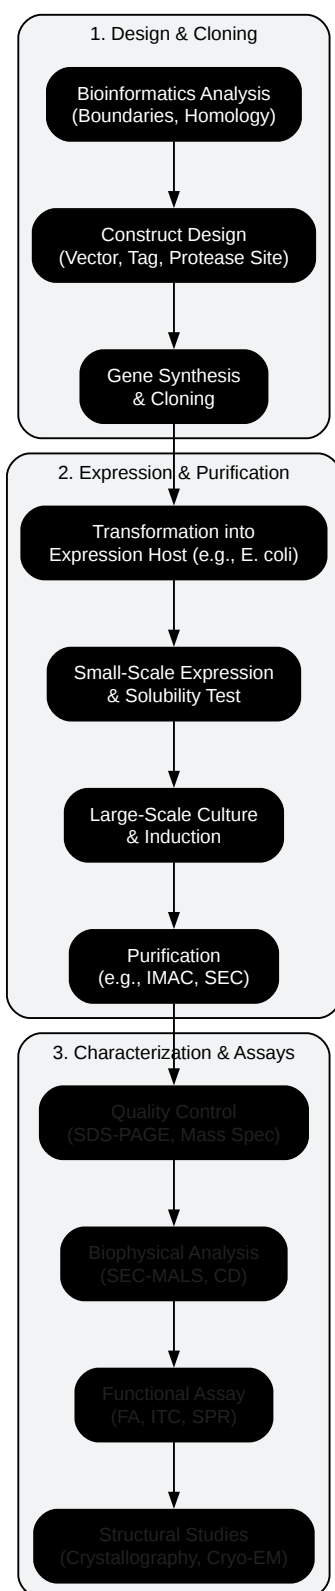 1. Design & Cloning
Bioinformatics Analysis
(Boundaries, Homology)
Construct Design
(Vector, Tag, Protease Site)
Gene Synthesis
& Cloning
2. Expression & Purification
Transformation into
Expression Host (e.g., E. coli)
Small-Scale Expression
& Solubility Test
Large-Scale Culture
& Induction
Purification
(e.g., IMAC, SEC)
3. Characterization & Assays
Quality Control
(SDS-PAGE, Mass Spec)
Biophysical Analysis
(SEC-MALS, CD)
Functional Assay
(FA, ITC, SPR)
Structural Studies
(Crystallography, Cryo-EM)